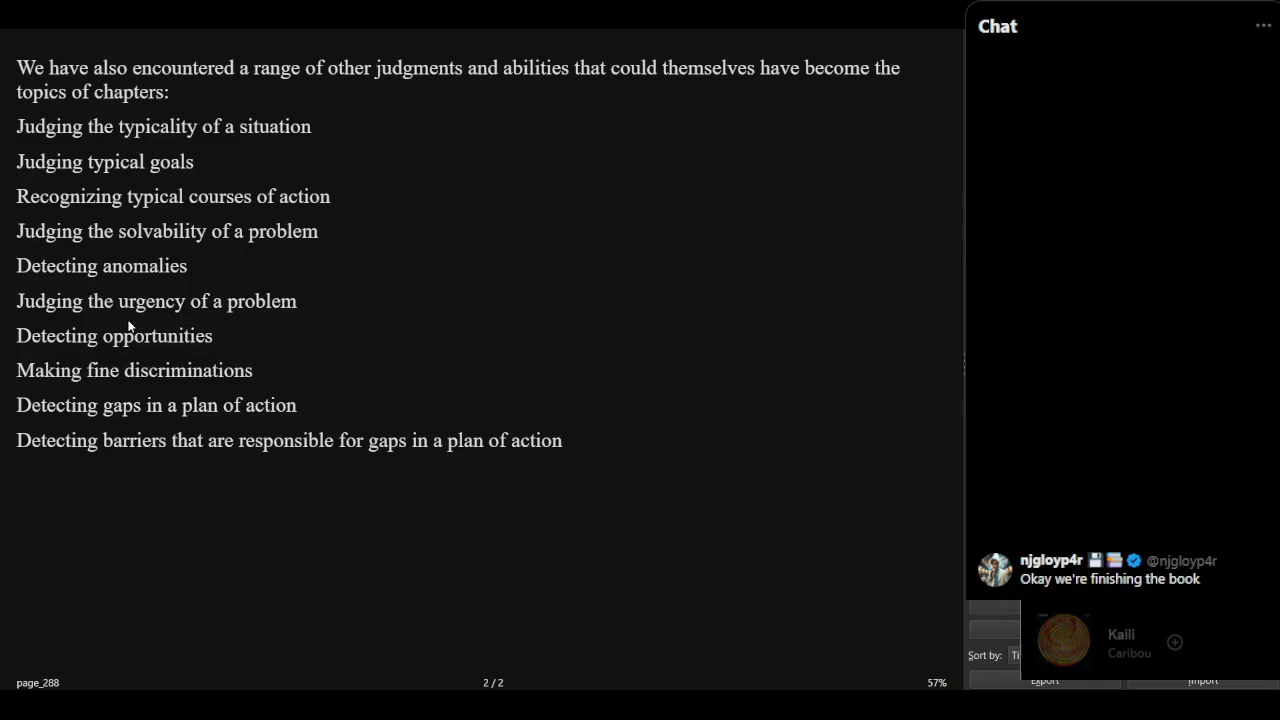 We have also encountered a range of other judgments and abilities that could themselves have become the
topics of chapters:
Judging the typicality of a situation
Judging typical goals
Recognizing typical courses of action
Judging the solvability of a problem
Detecting anomalies
Judging the urgency of a problem
Detecting opportunities
Making fine discriminations
Detecting gaps in a plan of action
Detecting barriers that are responsible for gaps in a plan of action
page_288
2 / 2
57%
Chat
njgloyp4r @njgloyp4r
Okay we're finishing the book
Kaili
Caribou
Sort by: Ti
Export
Import